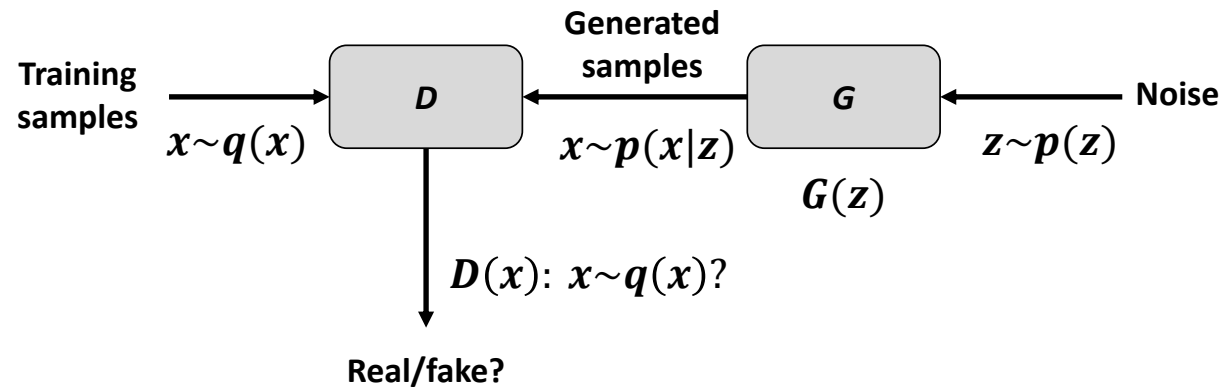 Training
samples
x~q(x)
D
Generated
samples
x~p(x|z)
G
G(z)
Noise
z~p(z)
D(x): x~q(x)?
Real/fake?